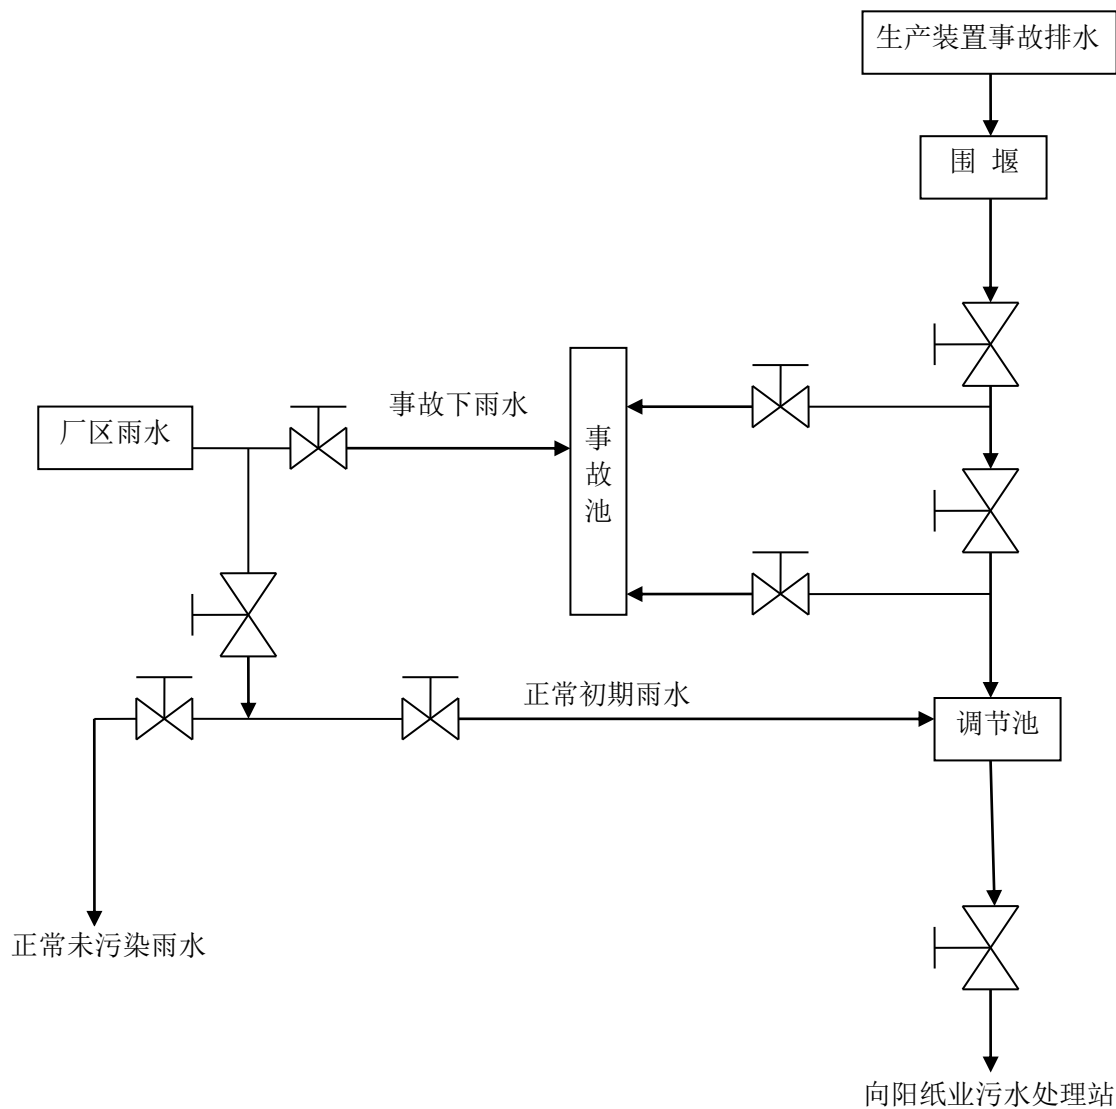 生产装置事故排水
围 堰
事故下雨水
厂区雨水
事
故
池
正常初期雨水
调节池
正常未污染雨水
向阳纸业污水处理站